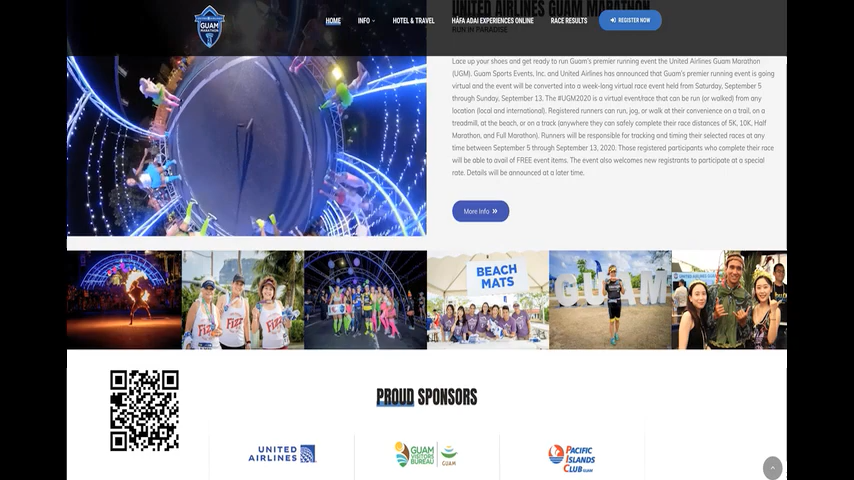 UNITED AIRLINES
GUAM
MARATHON
HOME
INFO
HOTEL & TRAVEL
HÅFA ADAI EXPERIENCES ONLINE
RACE RESULTS
REGISTER NOW
UNITED AIRLINES GUAM MARATHON
RUN IN PARADISE
Lace up your shoes and get ready to run Guam's premier running event the United Airlines Guam Marathon
(UGM). Guam Sports Events, Inc. and United Airlines has announced that Guam's premier running event is going
virtual and the event will be converted into a week-long virtual race event held from Saturday, September 5
through Sunday, September 13. The #UGM2020 is a virtual event/race that can be run (or walked) from any
location (local and international). Registered runners can run, jog, or walk at their convenience on a trail, on a
treadmill, at the beach, or on a track (anywhere they can safely complete their race distances of 5K, 10K, Half
Marathon, and Full Marathon). Runners will be responsible for tracking and timing their selected races at any
time between September 5 through September 13, 2020. Those registered participants who complete their race
will be able to avail of FREE event items. The event also welcomes new registrants to participate at a special
rate. Details will be announced at a later time.
More Info »
BEACH
MATS
GUAM
PROUD SPONSORS
UNITED
AIRLINES
GUAM
VISITORS
BUREAU
GUAM
PACIFIC
ISLANDS
CLUB GUAM